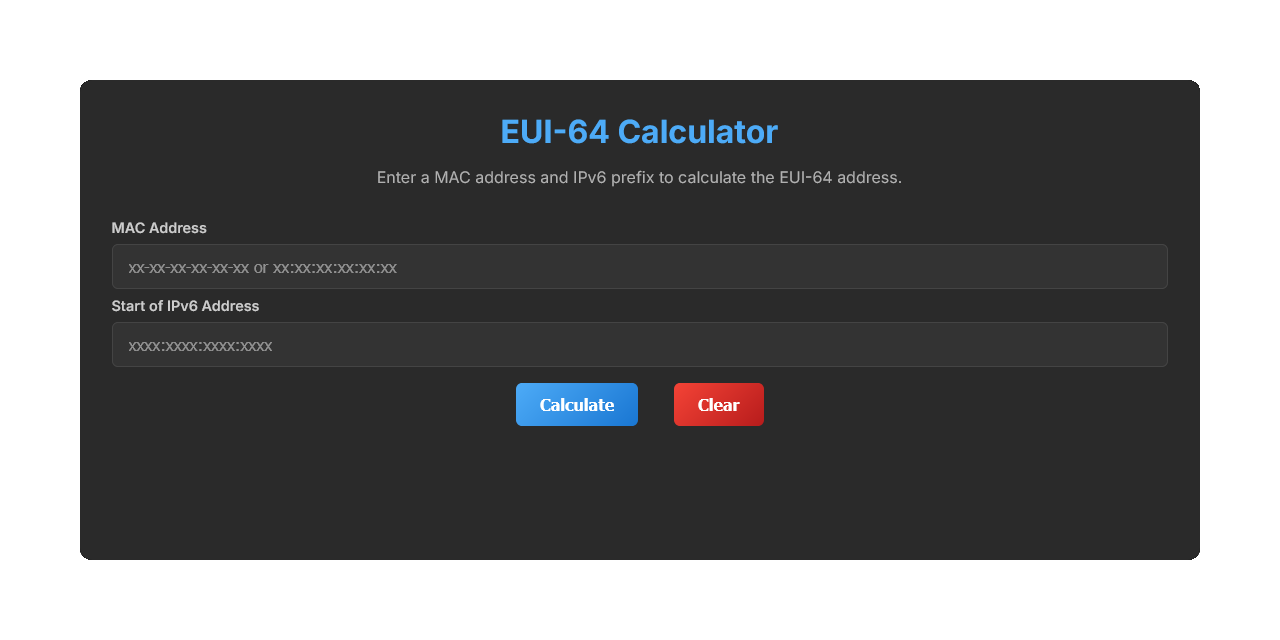 EUI-64 Calculator
Enter a MAC address and IPv6 prefix to calculate the EUI-64 address.
MAC Address
xx-xx-xx-xx-xx-xx or xx:xx:xx:xx:xx:xx
Start of IPv6 Address
xxxx:xxxx:xxxx:xxxx
Calculate Clear